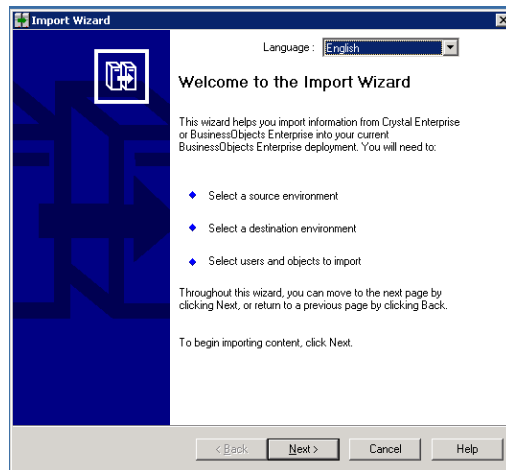 Import Wizard
Language : English
Welcome to the Import Wizard
This wizard helps you import information from Crystal Enterprise
or BusinessObjects Enterprise into your current
BusinessObjects Enterprise deployment. You will need to:
Select a source environment
Select a destination environment
Select users and objects to import
Throughout this wizard, you can move to the next page by
clicking Next, or return to a previous page by clicking Back.
To begin importing content, click Next.
< Back Next > Cancel Help